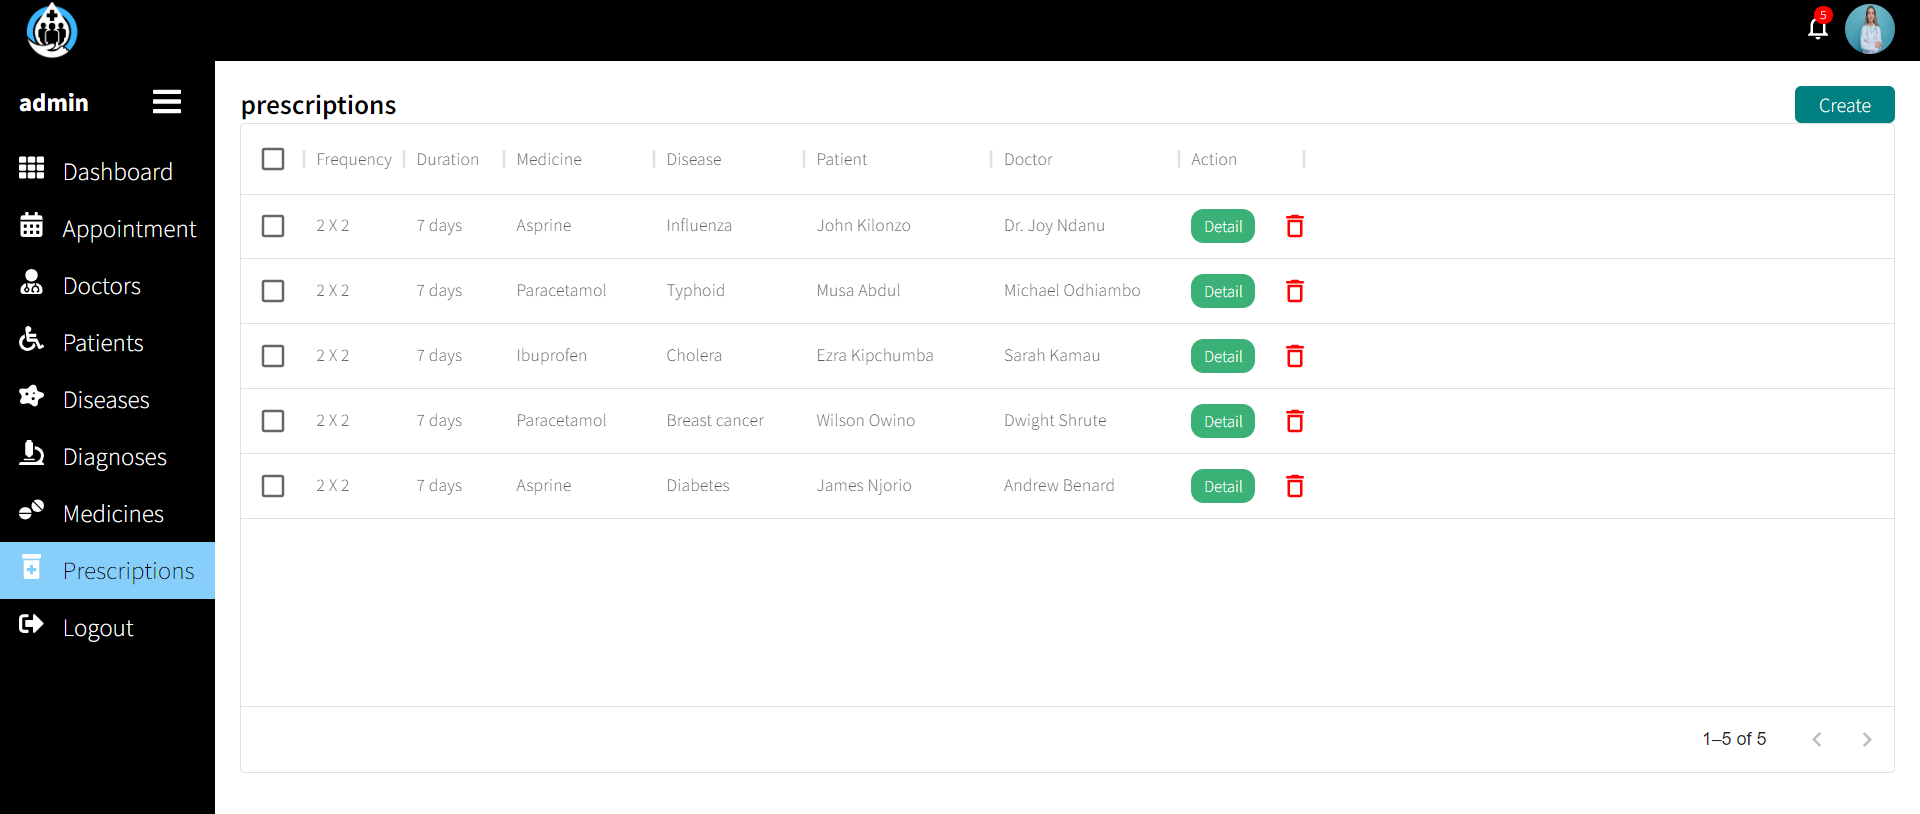 5
admin
prescriptions
Create
Dashboard
Appointment
Doctors
Patients
Diseases
Diagnoses
Medicines
Prescriptions
Logout
Frequency Duration Medicine Disease Patient Doctor Action
2 X 2 7 days Asprine Influenza John Kilonzo Dr. Joy Ndanu Detail
2 X 2 7 days Paracetamol Typhoid Musa Abdul Michael Odhiambo Detail
2 X 2 7 days Ibuprofen Cholera Ezra Kipchumba Sarah Kamau Detail
2 X 2 7 days Paracetamol Breast cancer Wilson Owino Dwight Shrute Detail
2 X 2 7 days Asprine Diabetes James Njorio Andrew Benard Detail
1–5 of 5